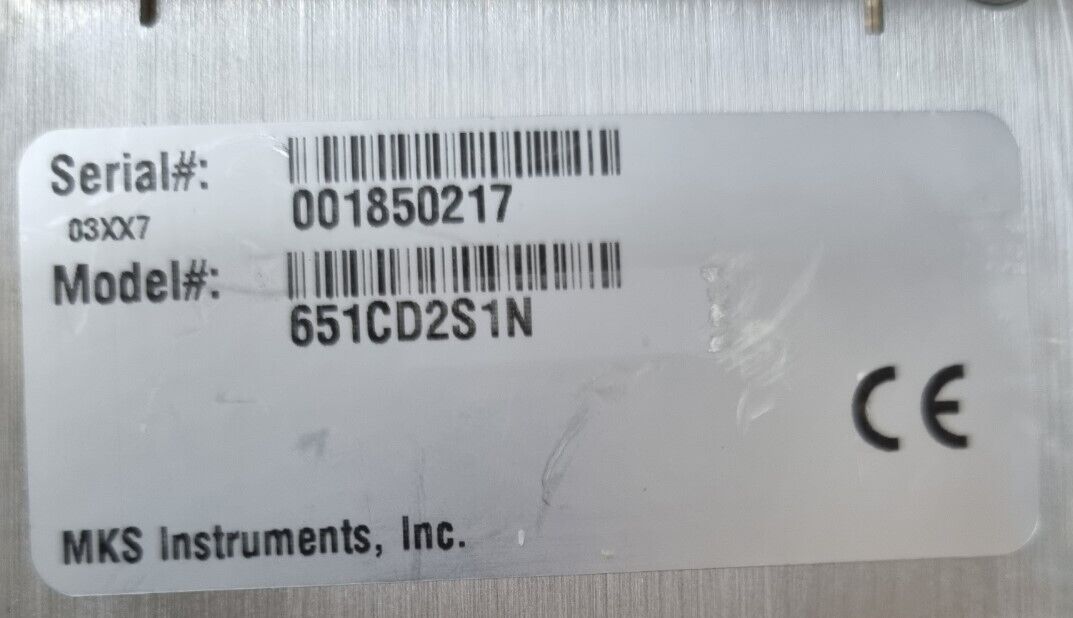 Serial#:
001850217
03XX7
Model#:
651CD2S1N
CE
MKS Instruments, Inc.